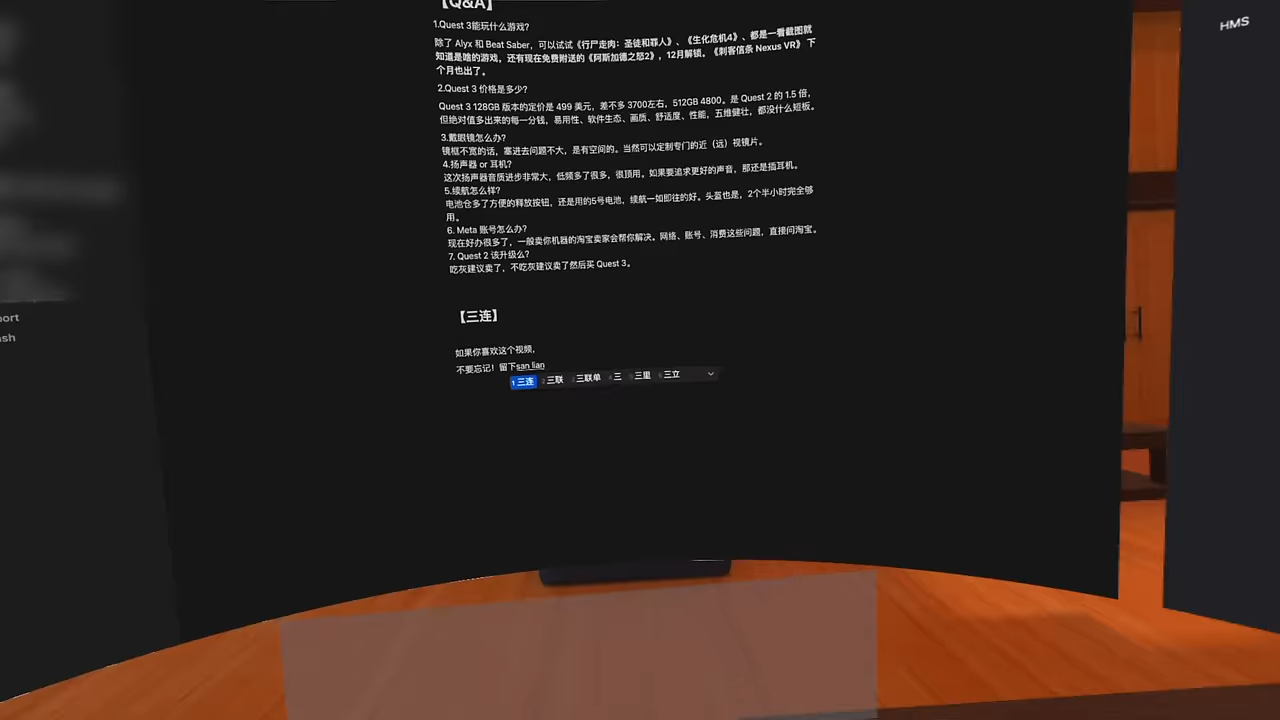 【Q&A】
1.Quest 3能玩什么游戏?
除了 Alyx 和 Beat Saber，可以试试《行尸走肉：圣徒和罪人》、《生化危机4》、都是一看截图就
知道是啥的游戏，还有现在免费附送的《阿斯加德之怒2》，12月解锁。《刺客信条 Nexus VR》 下
个月也出了。
2.Quest 3 价格是多少?
Quest 3 128GB 版本的定价是 499 美元，差不多 3700左右，512GB 4800。是 Quest 2 的 1.5 倍，
但绝对值多出来的每一分钱，易用性、软件生态、画质、舒适度、性能，五维健壮，都没什么短板。
3.戴眼镜怎么办?
镜框不宽的话，塞进去问题不大，是有空间的。当然可以定制专门的近（远）视镜片。
4.扬声器 or 耳机?
这次扬声器音质进步非常大，低频多了很多，很顶用。如果要追求更好的声音，那还是插耳机。
5.续航怎么样?
电池仓多了方便的释放按钮，还是用的5号电池，续航一如即往的好。头盔也是，2个半小时完全够
用。
6. Meta 账号怎么办?
现在好办很多了，一般卖你机器的淘宝卖家会帮你解决。网络、账号、消费这些问题，直接问淘宝。
7. Quest 2 该升级么?
吃灰建议卖了，不吃灰建议卖了然后买 Quest 3。
【三连】
如果你喜欢这个视频，
不要忘记！留下san lian
1 三连 2 三联 3 三联单 4 三 5 三里 6 三立
port
ash
HMS